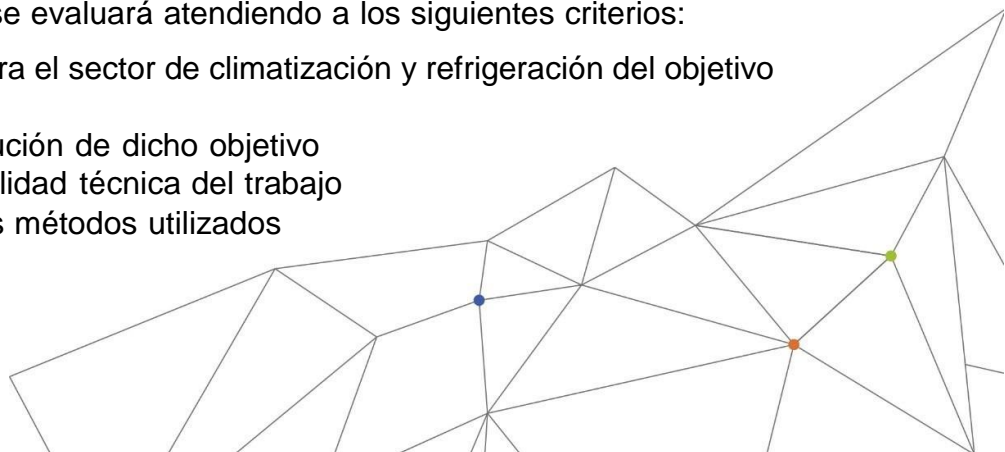 se evaluará atendiendo a los siguientes criterios:
ra el sector de climatización y refrigeración del objetivo
ución de dicho objetivo
lidad técnica del trabajo
s métodos utilizados